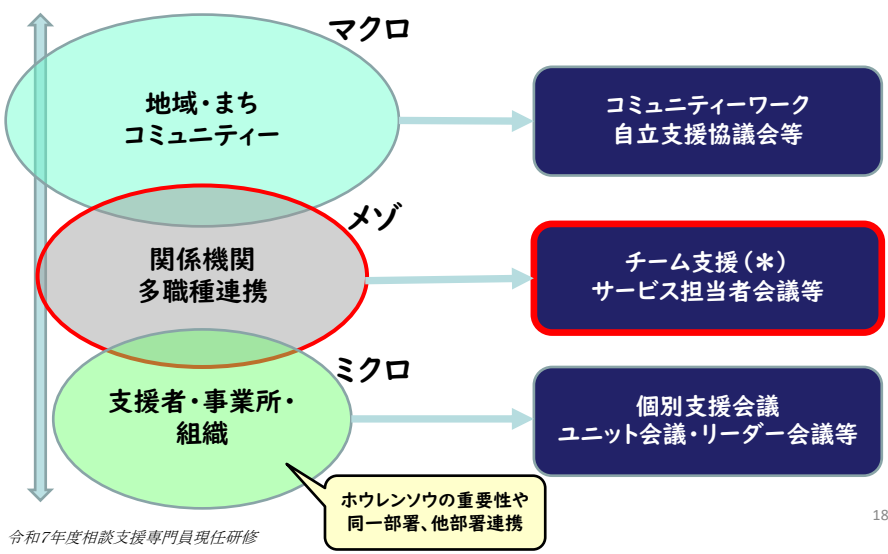 マクロ
地域・まち
コミュニティー
コミュニティーワーク
自立支援協議会等
メゾ
関係機関
多職種連携
チーム支援(＊)
サービス担当者会議等
ミクロ
支援者・事業所・
組織
個別支援会議
ユニット会議・リーダー会議等
ホウレンソウの重要性や
同一部署、他部署連携
18
令和7年度相談支援専門員現任研修